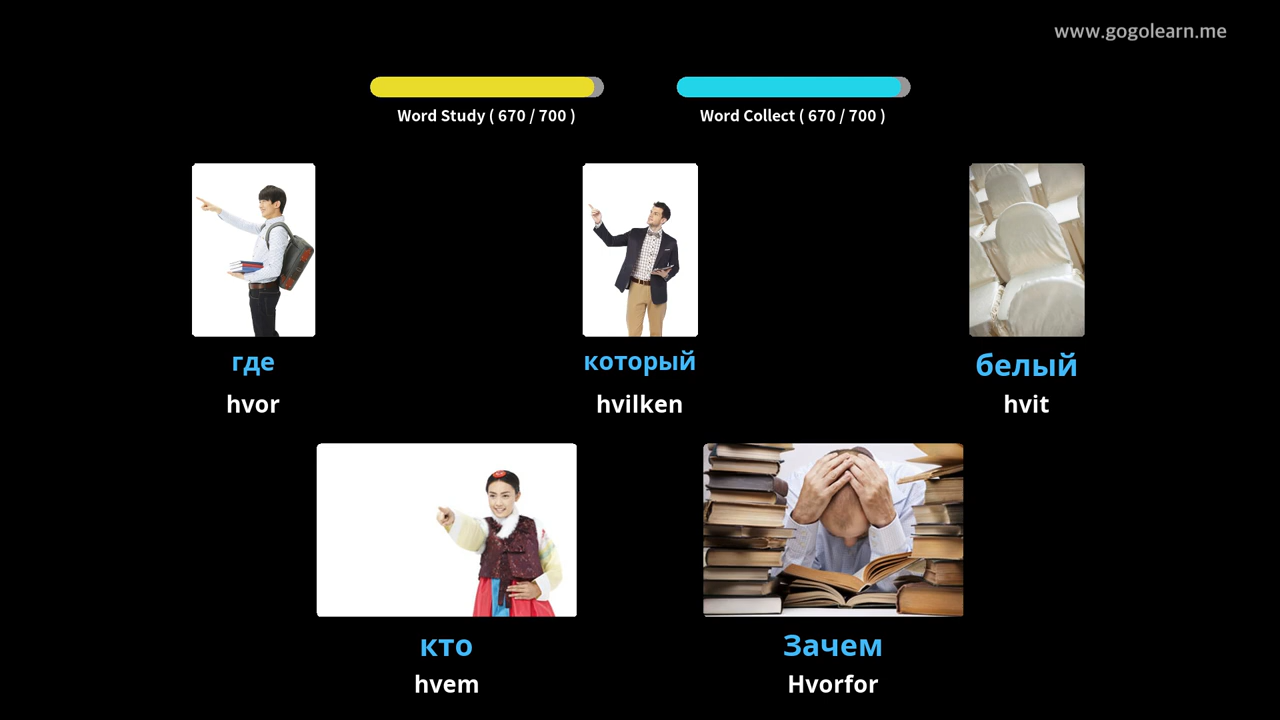 www.gogolearn.me
Word Study ( 670 / 700 )
Word Collect ( 670 / 700 )
где
который
белый
hvor
hvilken
hvit
кто
Зачем
hvem
Hvorfor